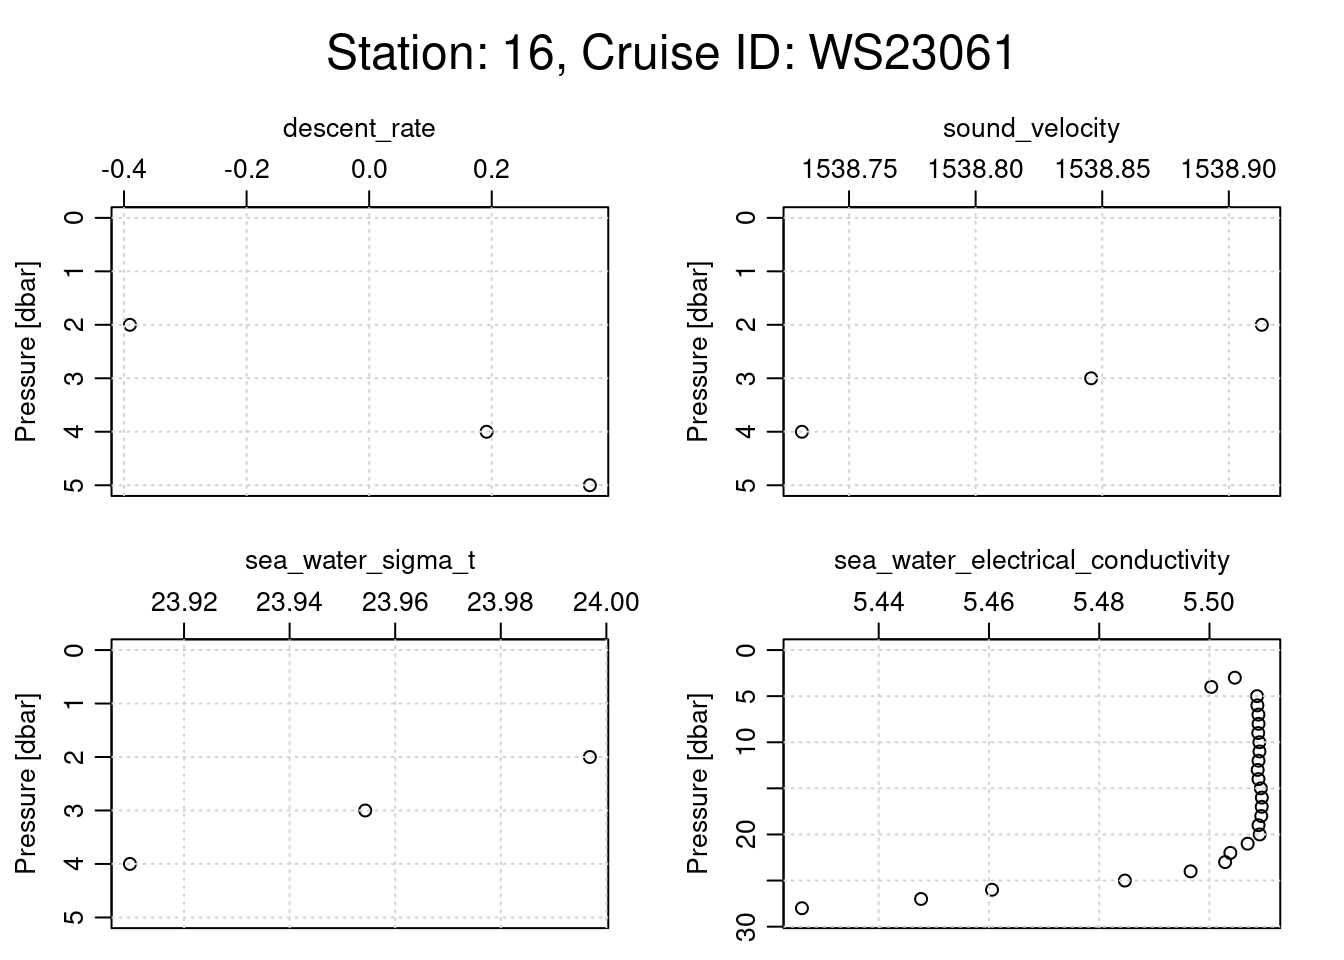 Station: 16, Cruise ID: WS23061
descent_rate
-0.4 -0.2 0.0 0.2
Pressure [dbar]
0
1
2
3
4
5
sound_velocity
1538.75 1538.80 1538.85 1538.90
Pressure [dbar]
0
1
2
3
4
5
sea_water_sigma_t
23.92 23.94 23.96 23.98 24.00
Pressure [dbar]
0
1
2
3
4
5
sea_water_electrical_conductivity
5.44 5.46 5.48 5.50
Pressure [dbar]
0
5
10
20
30